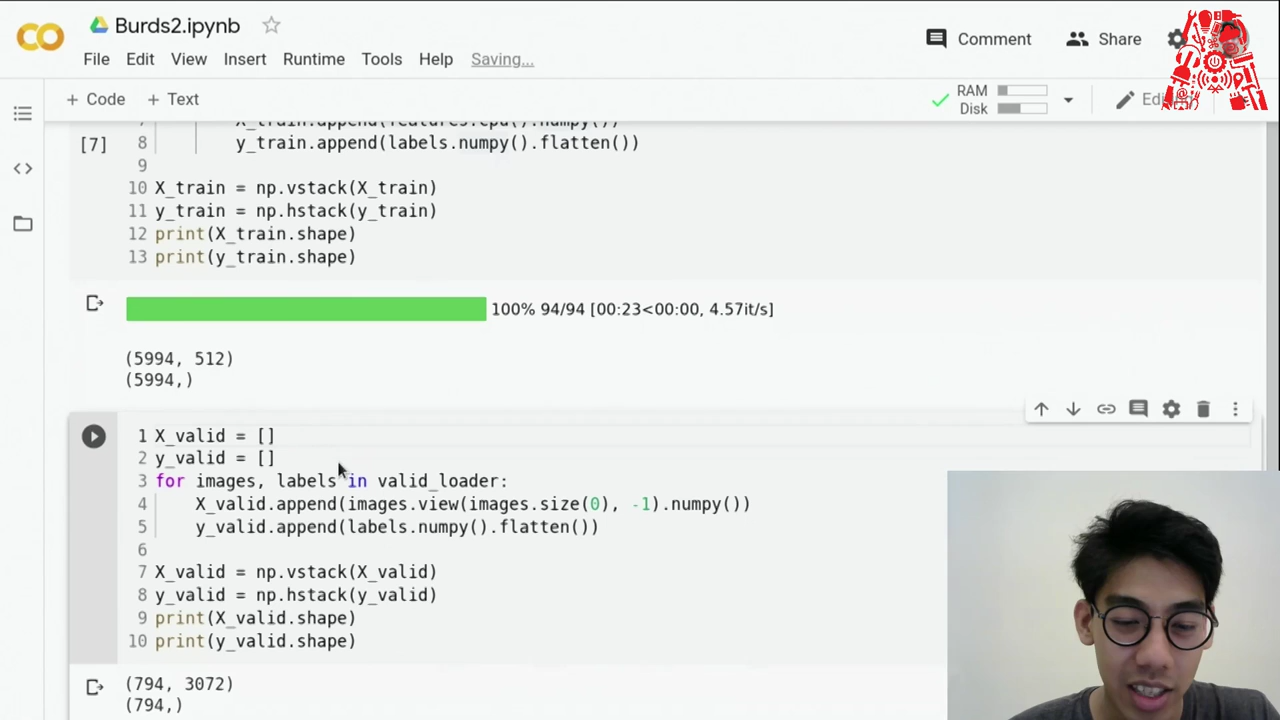 Burds2.ipynb
File Edit View Insert Runtime Tools Help Saving...
Comment Share
+ Code + Text
RAM
Disk
[7]
8 y_train.append(labels.numpy().flatten())
9
10 X_train = np.vstack(X_train)
11 y_train = np.hstack(y_train)
12 print(X_train.shape)
13 print(y_train.shape)
100% 94/94 [00:23<00:00, 4.57it/s]
(5994, 512)
(5994,)
1 X_valid = []
2 y_valid = []
3 for images, labels in valid_loader:
4 X_valid.append(images.view(images.size(0), -1).numpy())
5 y_valid.append(labels.numpy().flatten())
6
7 X_valid = np.vstack(X_valid)
8 y_valid = np.hstack(y_valid)
9 print(X_valid.shape)
10 print(y_valid.shape)
(794, 3072)
(794,)